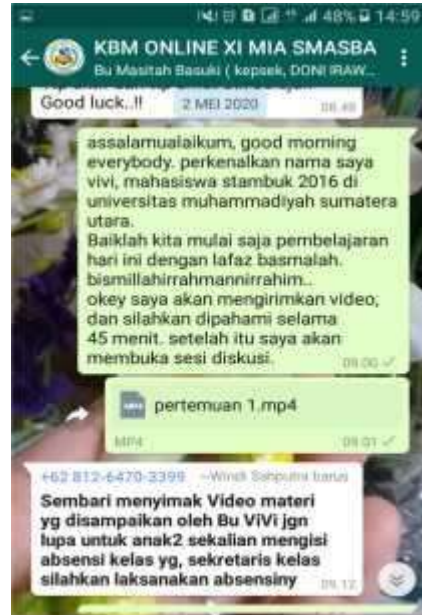 48% 14:59
KBM ONLINE XI MIA SMASBA
Bu Masitah Basuki ( kepsek, DONI IRAW...
Good luck..!!
2 MEI 2020
assalamualaikum, good morning
everybody. perkenalkan nama saya
vivi, mahasiswa stambuk 2016 di
universitas muhammadiyah sumatera
utara.
Baiklah kita mulai saja pembelajaran
hari ini dengan lafaz basmalah.
bismillahirrahmannirrahim..
okey saya akan mengirimkan video,
dan silahkan dipahami selama
45 menit. setelah itu saya akan
membuka sesi diskusi.
09.00
pertemuan 1.mp4
MP4
09.01
+62 812-6470-3399
Sembari menyimak Video materi
yg disampaikan oleh Bu ViVi jgn
lupa untuk anak2 sekalian mengisi
absensi kelas yg, sekretaris kelas
silahkan laksanakan absensiny
09.12